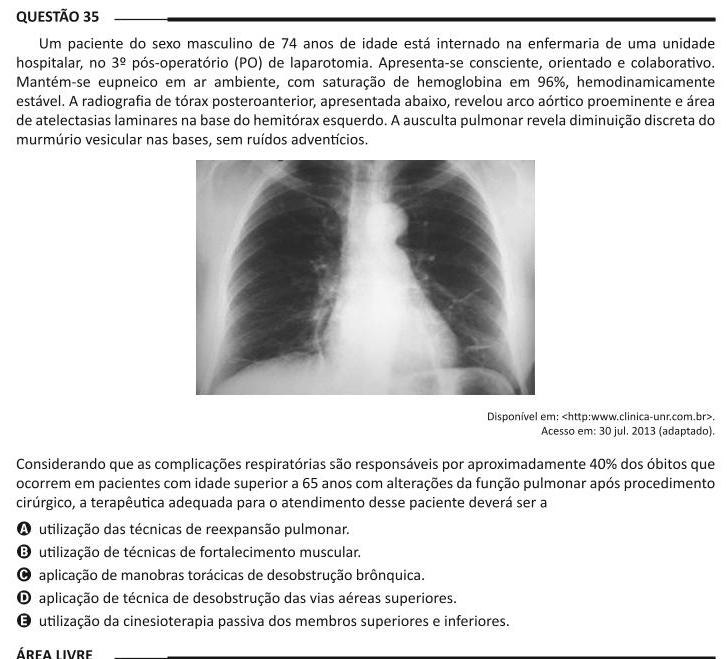 QUESTÃO 35
Um paciente do sexo masculino de 74 anos de idade está internado na enfermaria de uma unidade
hospitalar, no 3º pós-operatório (PO) de laparotomia. Apresenta-se consciente, orientado e colaborativo.
Mantém-se eupneico em ar ambiente, com saturação de hemoglobina em 96%, hemodinamicamente
estável. A radiografia de tórax posteroanterior, apresentada abaixo, revelou arco aórtico proeminente e área
de atelectasias laminares na base do hemitórax esquerdo. A ausculta pulmonar revela diminuição discreta do
murmúrio vesicular nas bases, sem ruídos adventícios.
Disponível em: <http:www.clinica-unr.com.br>.
Acesso em: 30 jul. 2013 (adaptado).
Considerando que as complicações respiratórias são responsáveis por aproximadamente 40% dos óbitos que
ocorrem em pacientes com idade superior a 65 anos com alterações da função pulmonar após procedimento
cirúrgico, a terapêutica adequada para o atendimento desse paciente deverá ser a
A utilização das técnicas de reexpansão pulmonar.
B utilização de técnicas de fortalecimento muscular.
C aplicação de manobras torácicas de desobstrução brônquica.
D aplicação de técnica de desobstrução das vias aéreas superiores.
E utilização da cinesioterapia passiva dos membros superiores e inferiores.
ÁREA LIVRE